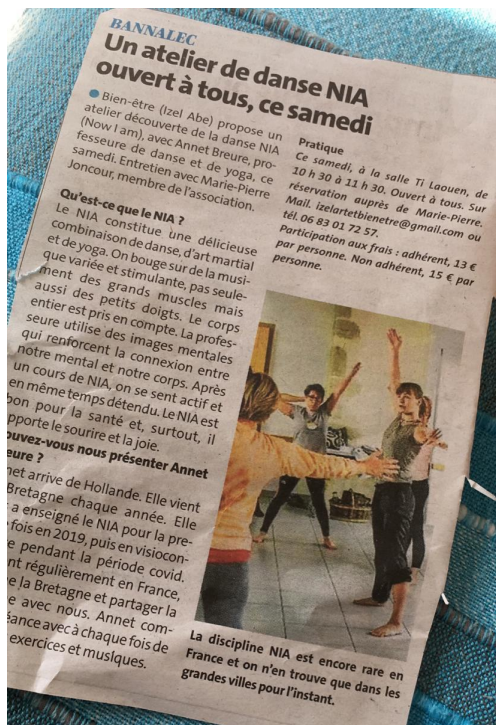 BANNALEC
Un atelier de danse NIA
ouvert à tous, ce samedi
Bien-être (Izel Abe) propose un
atelier découverte de la danse NIA
(Now I am), avec Annet Breure, pro-
fesseure de danse et de yoga, ce
samedi. Entretien avec Marie-Pierre
Joncour, membre de l'association.
Qu'est-ce que le NIA ?
Le NIA constitue une délicieuse
combinaison de danse, d'art martial
et de yoga. On bouge sur de la musi-
que variée et stimulante, pas seule-
ment des grands muscles mais
aussi des petits doigts. Le corps
entier est pris en compte. La profes-
seure utilise des images mentales
qui renforcent la connexion entre
notre mental et notre corps. Après
un cours de NIA, on se sent actif et
en même temps détendu. Le NIA est
bon pour la santé et, surtout, il
pporte le sourire et la joie.
ouvez-vous nous présenter Annet
eure ?
net arrive de Hollande. Elle vient
Bretagne chaque année. Elle
a enseigné le NIA pour la pre-
fois en 2019, puis en visiocon-
e pendant la période covid.
nt régulièrement en France,
e la Bretagne et partager la
e avec nous. Annet com-
éance avec à chaque fois de
exercices et musiques.
Pratique
Ce samedi, à la salle Ti Laouen, de
10 h 30 à 11 h 30. Ouvert à tous. Sur
réservation auprès de Marie-Pierre.
Mail. izelartetbienetre@gmail.com ou
tél. 06 83 01 72 57.
Participation aux frais : adhérent, 13 €
par personne. Non adhérent, 15 € par
personne.
La discipline NIA est encore rare en
France et on n'en trouve que dans les
grandes villes pour l'instant.